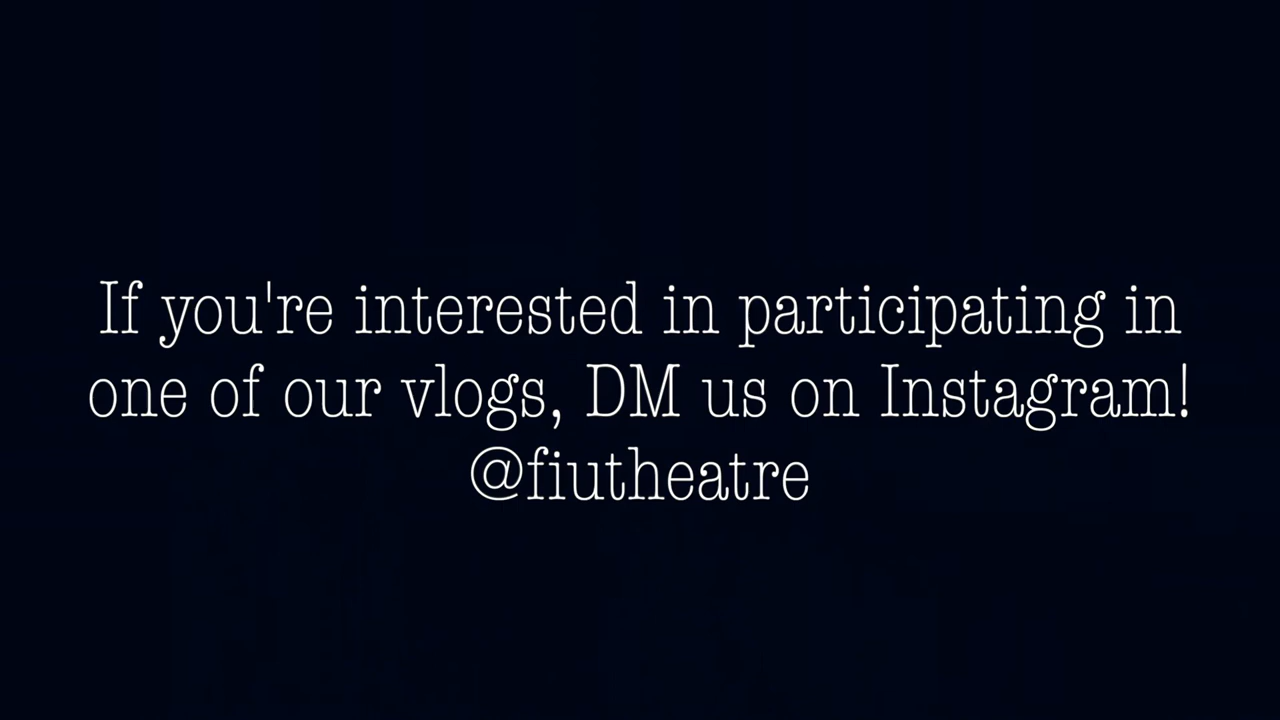 If you're interested in participating in
one of our vlogs, DM us on Instagram!
@fiutheatre